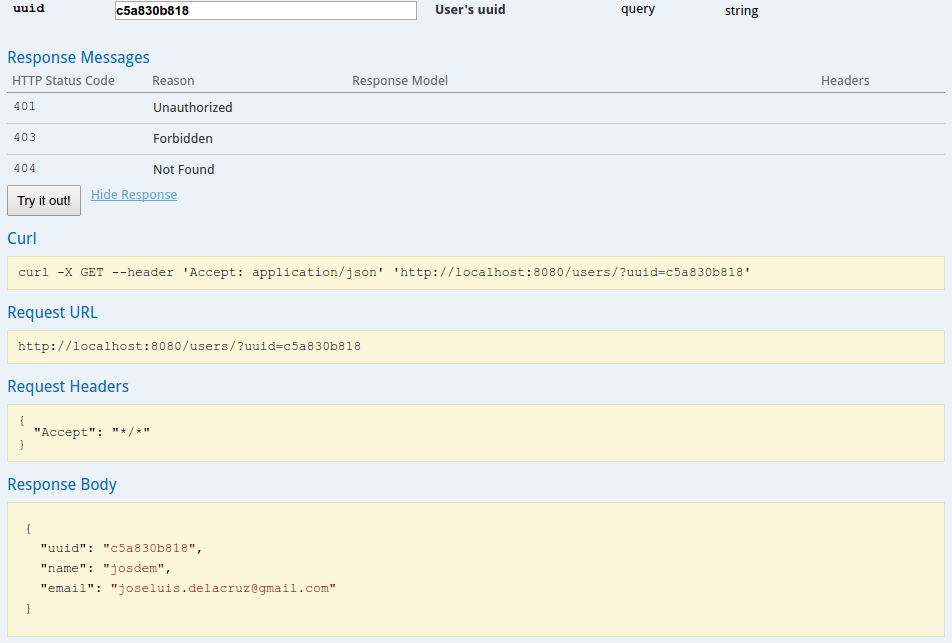 uuid c5a830b818 User's uuid query string
Response Messages
HTTP Status Code Reason Response Model Headers
401 Unauthorized
403 Forbidden
404 Not Found
Try it out! Hide Response
Curl
curl -X GET --header 'Accept: application/json' 'http://localhost:8080/users/?uuid=c5a830b818'
Request URL
http://localhost:8080/users/?uuid=c5a830b818
Request Headers
{
"Accept": "*/*"
}
Response Body
{
"uuid": "c5a830b818",
"name": "josdem",
"email": "joseluis.delacruz@gmail.com"
}